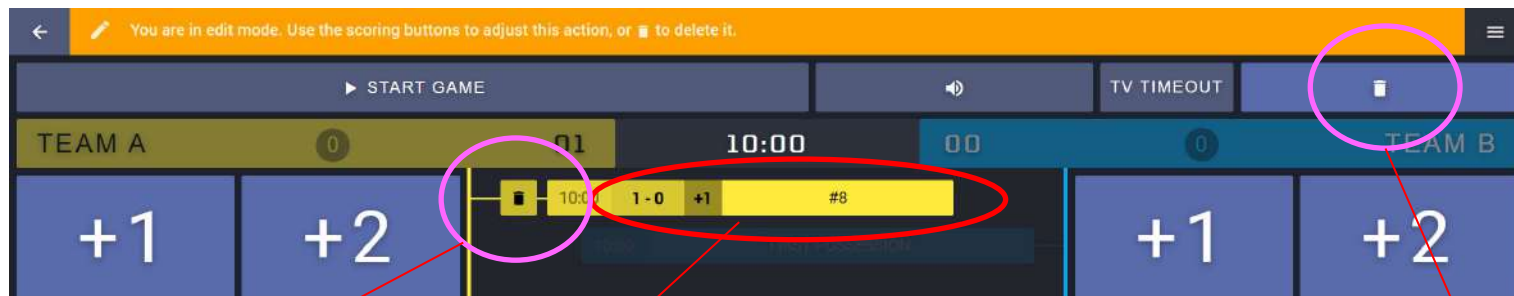 You are in edit mode. Use the scoring buttons to adjust this action, or to delete it.
START GAME TV TIMEOUT
TEAM A 0 01 10:00 00 0 TEAM B
10:00 1 - 0 +1 #8
+1 +2 +1 +2